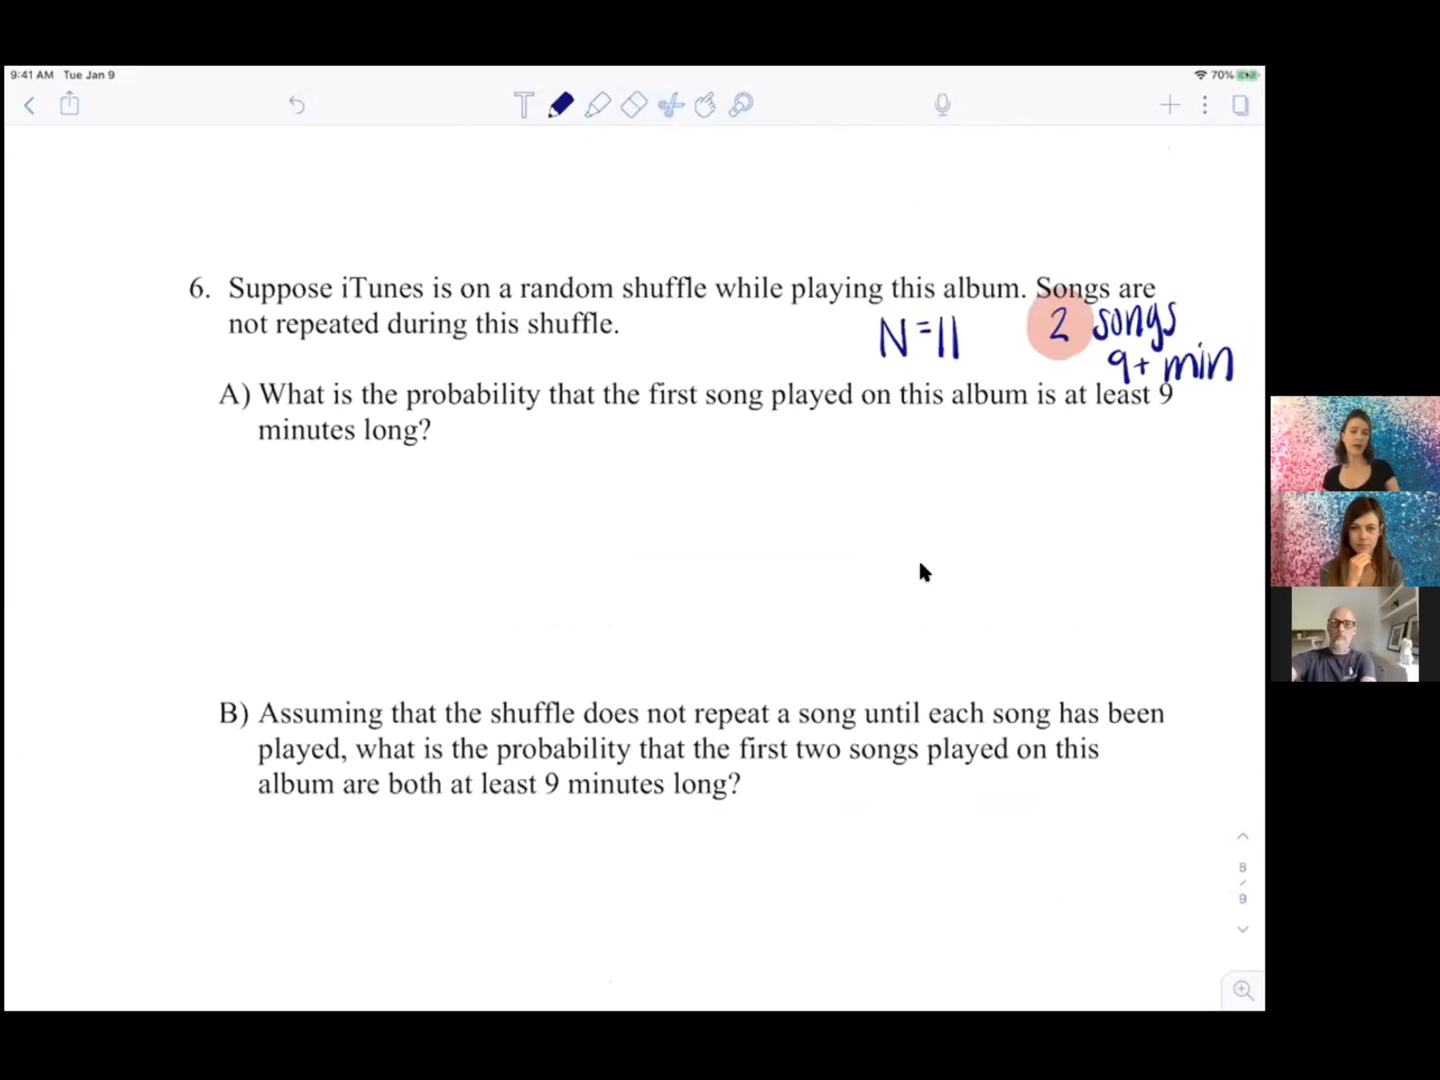 9:41 AM Tue Jan 9
70%
6. Suppose iTunes is on a random shuffle while playing this album. Songs are
not repeated during this shuffle.
N=11
2 songs
9+ min
A) What is the probability that the first song played on this album is at least 9
minutes long?
B) Assuming that the shuffle does not repeat a song until each song has been
played, what is the probability that the first two songs played on this
album are both at least 9 minutes long?
8
/
9